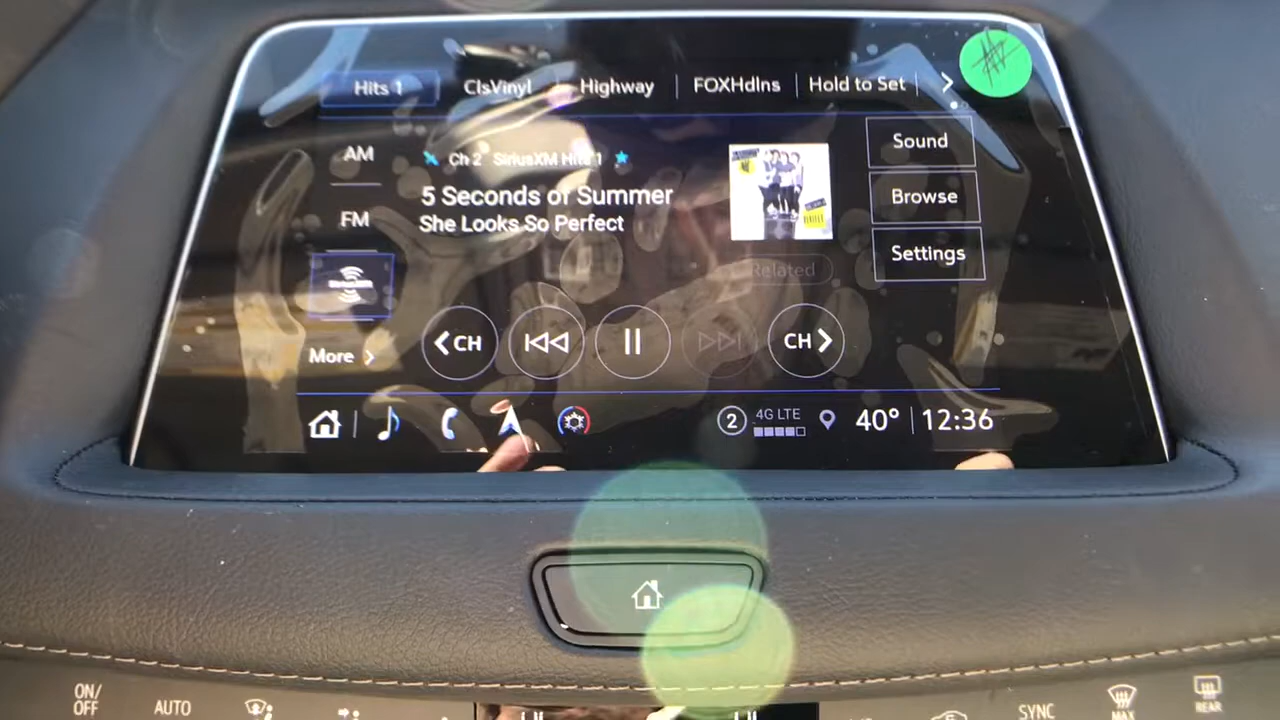 Hits 1 ClsVinyl Highway FOXHdlns Hold to Set
AM
Ch 2 SiriusXM Hits 1
5 Seconds of Summer
She Looks So Perfect
FM
SiriusXM
More
Sound
Browse
Settings
Related
CH
CH
2 4G LTE 40° 12:36
ON/
OFF
AUTO
SYNC
MAX
REAR